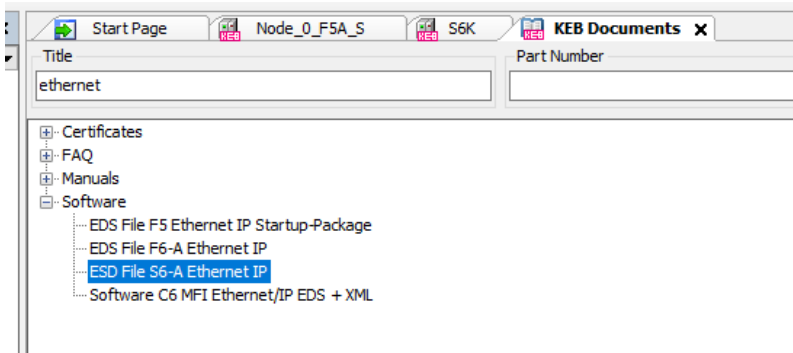 Start Page
Node_0_F5A_S
S6K
KEB Documents
Title
Part Number
ethernet
Certificates
FAQ
Manuals
Software
EDS File F5 Ethernet IP Startup-Package
EDS File F6-A Ethernet IP
ESD File S6-A Ethernet IP
Software C6 MFI Ethernet/IP EDS + XML